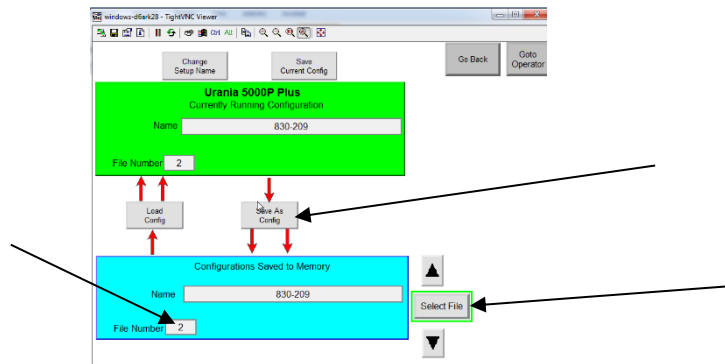 windows-d6ark28 - TightVNC Viewer
Ctrl Alt
Change
Setup Name
Save
Current Config
Go Back
Goto
Operator
Urania 5000P Plus
Currently Running Configuration
Name 830-209
File Number 2
Load
Config
Save As
Config
Configurations Saved to Memory
Name 830-209
Select File
File Number 2